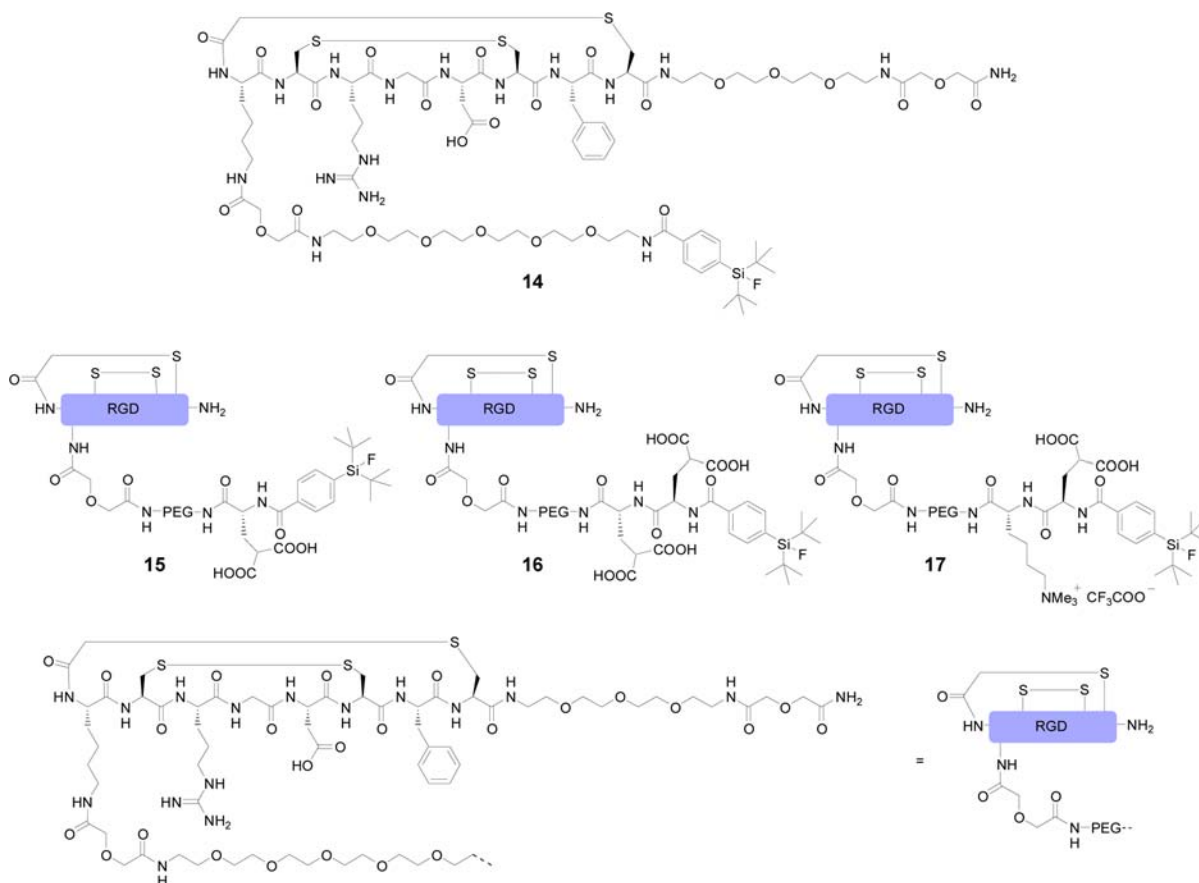 S S
O S S
O H O H O H O H H H
HN N N N N N N N NH₂
H O H O H O H O O O O O O O
O
HO
NH
HN HN NH₂
O O O O O O
O N O O O N
H H
Si F
14
S S S
O S S O S S O S S
HN RGD NH₂ HN RGD NH₂ HN RGD NH₂
HOOC COOH HOOC COOH
NH O O H F Si NH O O H O NH O O H O
O O N–PEG–N N O O N–PEG–N N N O O N–PEG–N N N
H H O H H O H Si F H H O H Si F
HOOC COOH HOOC COOH
15 16 17
NMe₃⁺ CF₃COO⁻
S S
O S S O S S
O H O H O H O H H H
HN N N N N N N N NH₂ HN RGD NH₂
H O H O H O H O O O O O O
O
HO
NH = NH
HN HN NH₂ O O
O O O O O O O O N–PEG--
O N H
H